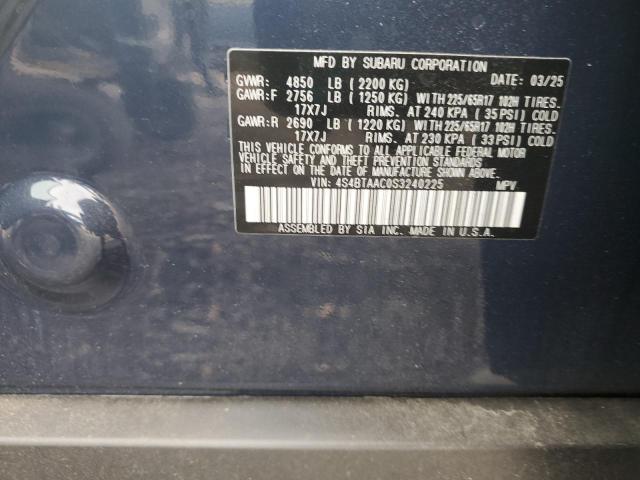 MFD BY SUBARU CORPORATION
GVWR: 4850 LB ( 2200 KG) DATE: 03/25
GAWR:F 2756 LB ( 1250 KG) WITH 225/65R17 102H TIRES.
17X7J RIMS. AT 240 KPA ( 35 PSI) COLD
GAWR:R 2690 LB ( 1220 KG) WITH 225/65R17 102H TIRES.
17X7J RIMS. AT 230 KPA ( 33 PSI) COLD
THIS VEHICLE CONFORMS TO ALL APPLICABLE FEDERAL MOTOR
VEHICLE SAFETY AND THEFT PREVENTION STANDARDS
IN EFFECT ON THE DATE OF MANUFACTURE SHOWN ABOVE.
VIN: 4S4BTAAC0S3240225 MPV
ASSEMBLED BY SIA INC. MADE IN U.S.A.